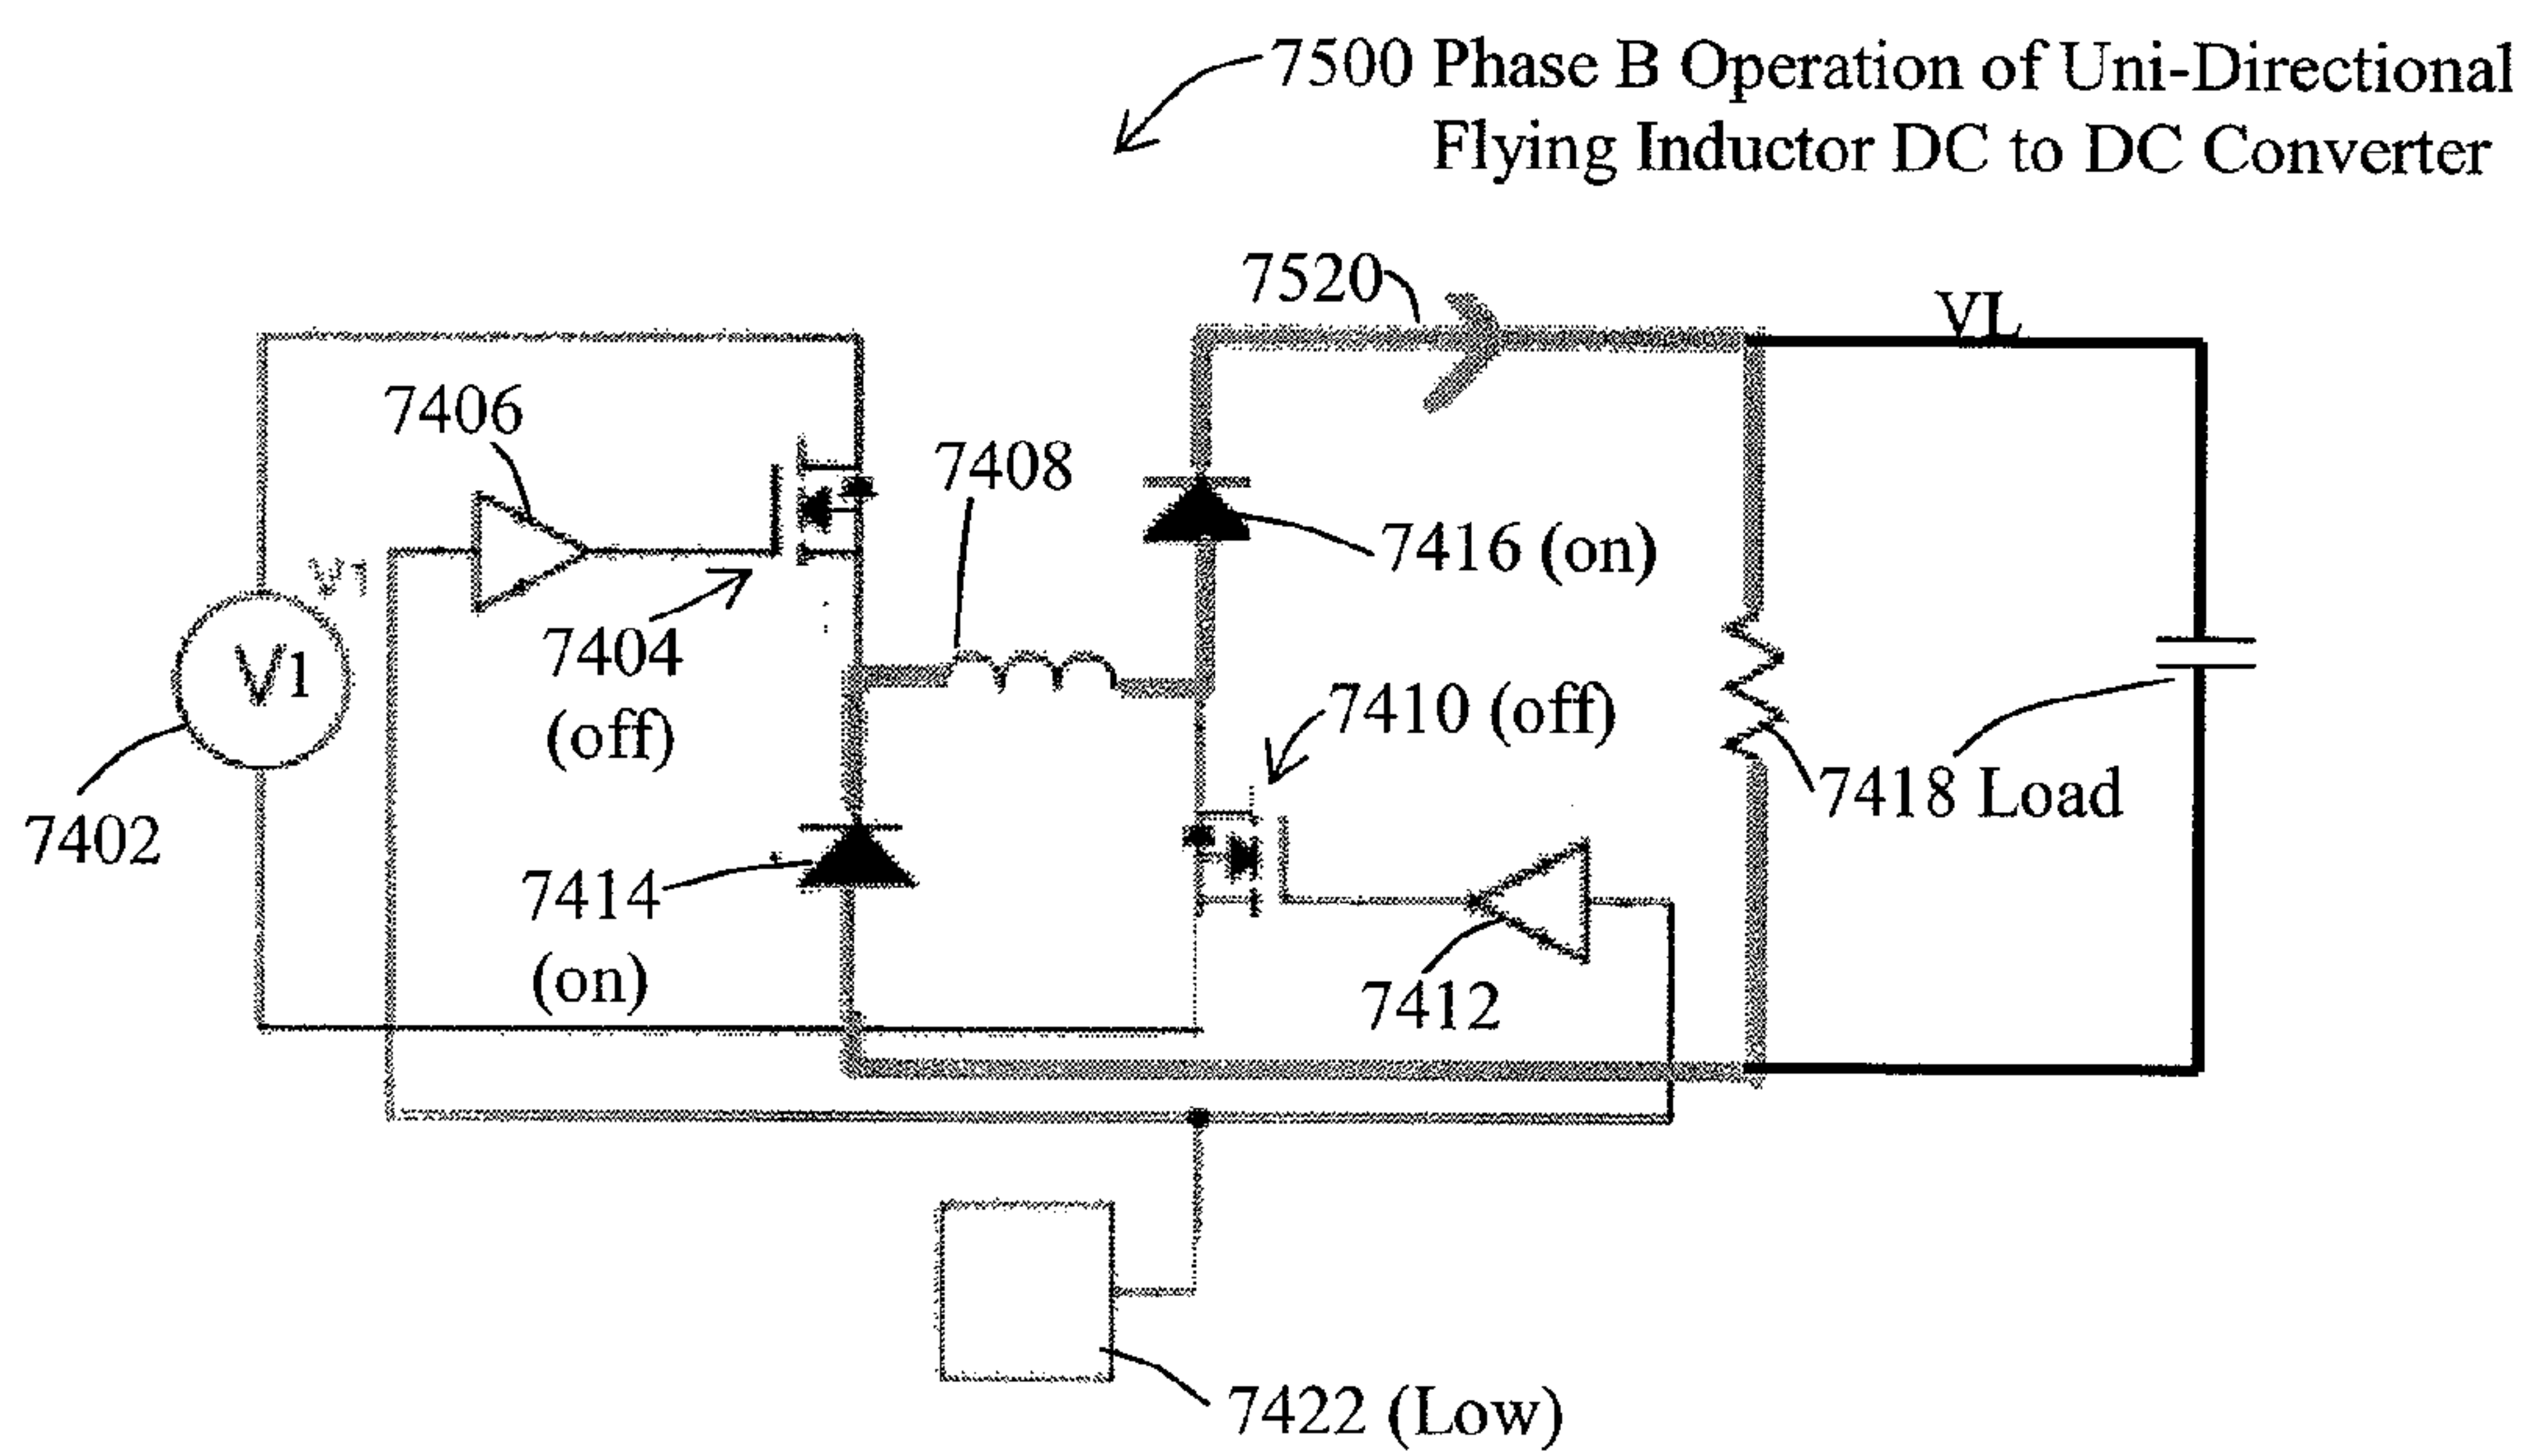 7500 Phase B Operation of Uni-Directional
Flying Inductor DC to DC Converter
7520
VL
7406
7408
7416 (on)
V1
V1
7404
(off)
7410 (off)
7402
7418 Load
7414
(on)
7412
7422 (Low)